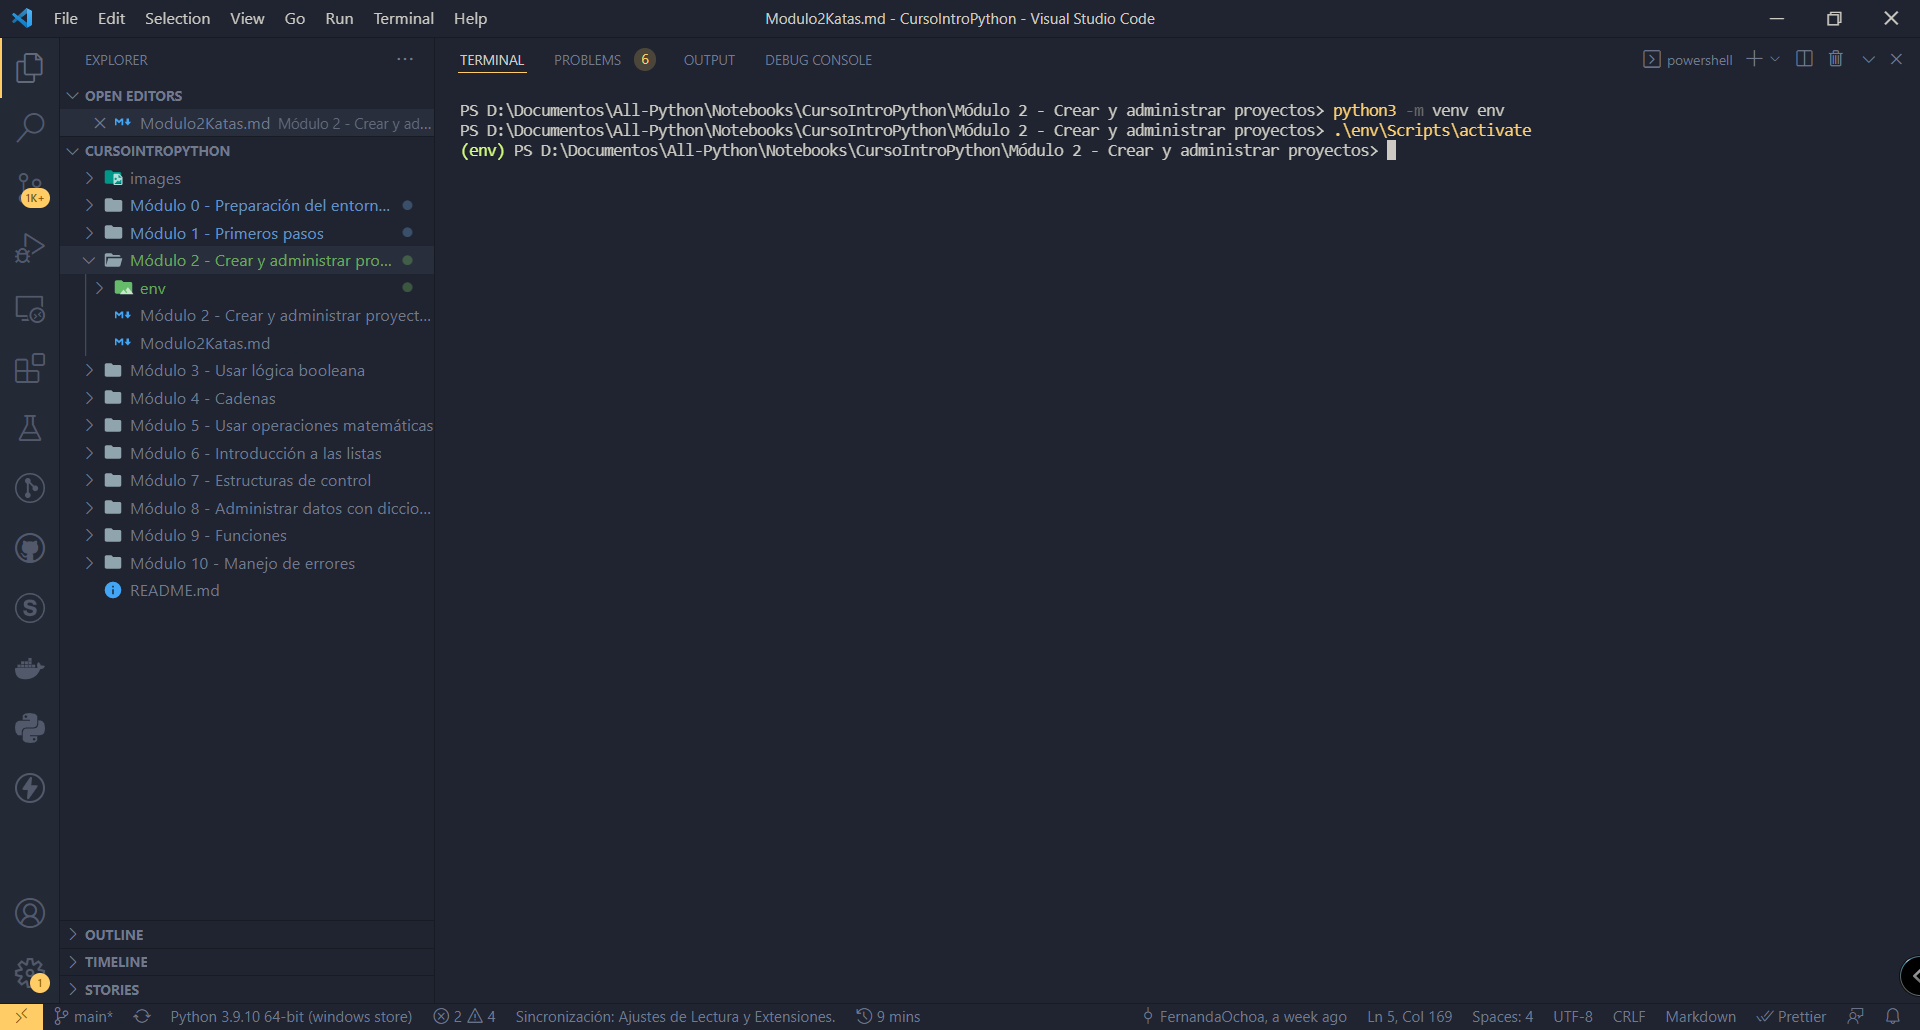 File Edit Selection View Go Run Terminal Help
Modulo2Katas.md - CursoIntroPython - Visual Studio Code
EXPLORER
OPEN EDITORS
Modulo2Katas.md Módulo 2 - Crear y ad...
CURSOINTROPYTHON
images
Módulo 0 - Preparación del entorn...
Módulo 1 - Primeros pasos
Módulo 2 - Crear y administrar pro...
env
Módulo 2 - Crear y administrar proyect...
Modulo2Katas.md
Módulo 3 - Usar lógica booleana
Módulo 4 - Cadenas
Módulo 5 - Usar operaciones matemáticas
Módulo 6 - Introducción a las listas
Módulo 7 - Estructuras de control
Módulo 8 - Administrar datos con diccio...
Módulo 9 - Funciones
Módulo 10 - Manejo de errores
README.md
OUTLINE
TIMELINE
STORIES
1K+
1
TERMINAL PROBLEMS 6 OUTPUT DEBUG CONSOLE
powershell
PS D:\Documentos\All-Python\Notebooks\CursoIntroPython\Módulo 2 - Crear y administrar proyectos> python3 -m venv env
PS D:\Documentos\All-Python\Notebooks\CursoIntroPython\Módulo 2 - Crear y administrar proyectos> .\env\Scripts\activate
(env) PS D:\Documentos\All-Python\Notebooks\CursoIntroPython\Módulo 2 - Crear y administrar proyectos>
main* Python 3.9.10 64-bit (windows store) 2 4 Sincronización: Ajustes de Lectura y Extensiones. 9 mins FernandaOchoa, a week ago Ln 5, Col 169 Spaces: 4 UTF-8 CRLF Markdown Prettier